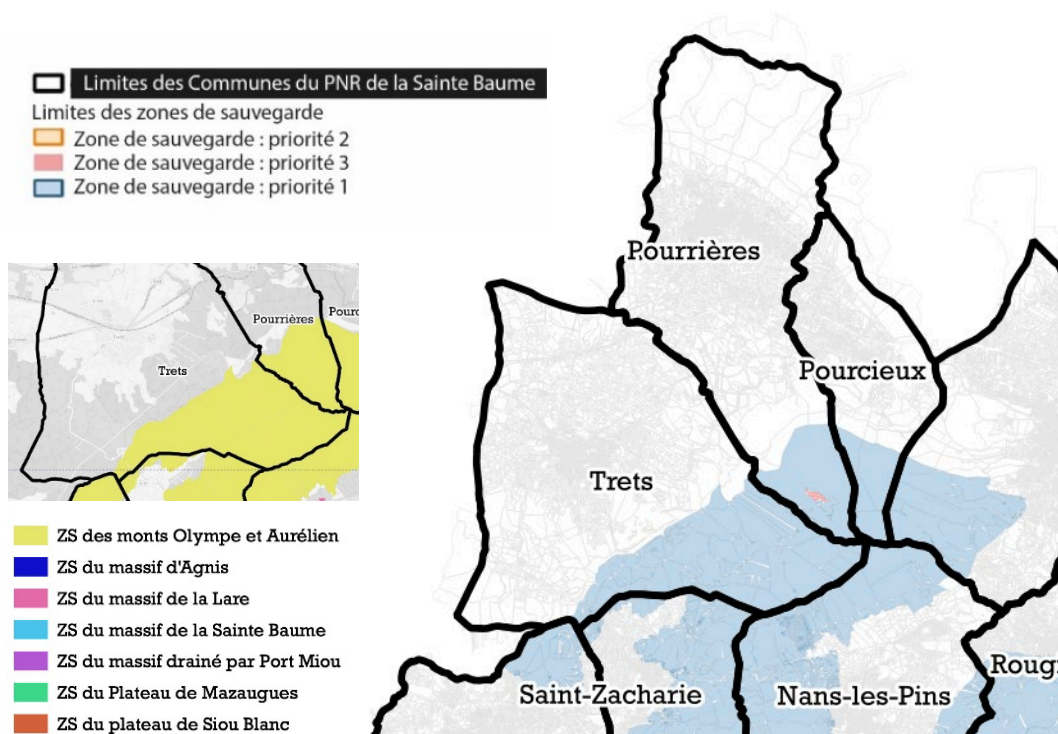 Limites des Communes du PNR de la Sainte Baume
Limites des zones de sauvegarde
Zone de sauvegarde : priorité 2
Zone de sauvegarde : priorité 3
Zone de sauvegarde : priorité 1
Pourrières
Pourc
Trets
ZS des monts Olympe et Aurélien
ZS du massif d'Agnis
ZS du massif de la Lare
ZS du massif de la Sainte Baume
ZS du massif drainé par Port Miou
ZS du Plateau de Mazaugues
ZS du plateau de Siou Blanc
Pourrières
Pourcieux
Trets
Saint-Zacharie
Nans-les-Pins
Roug